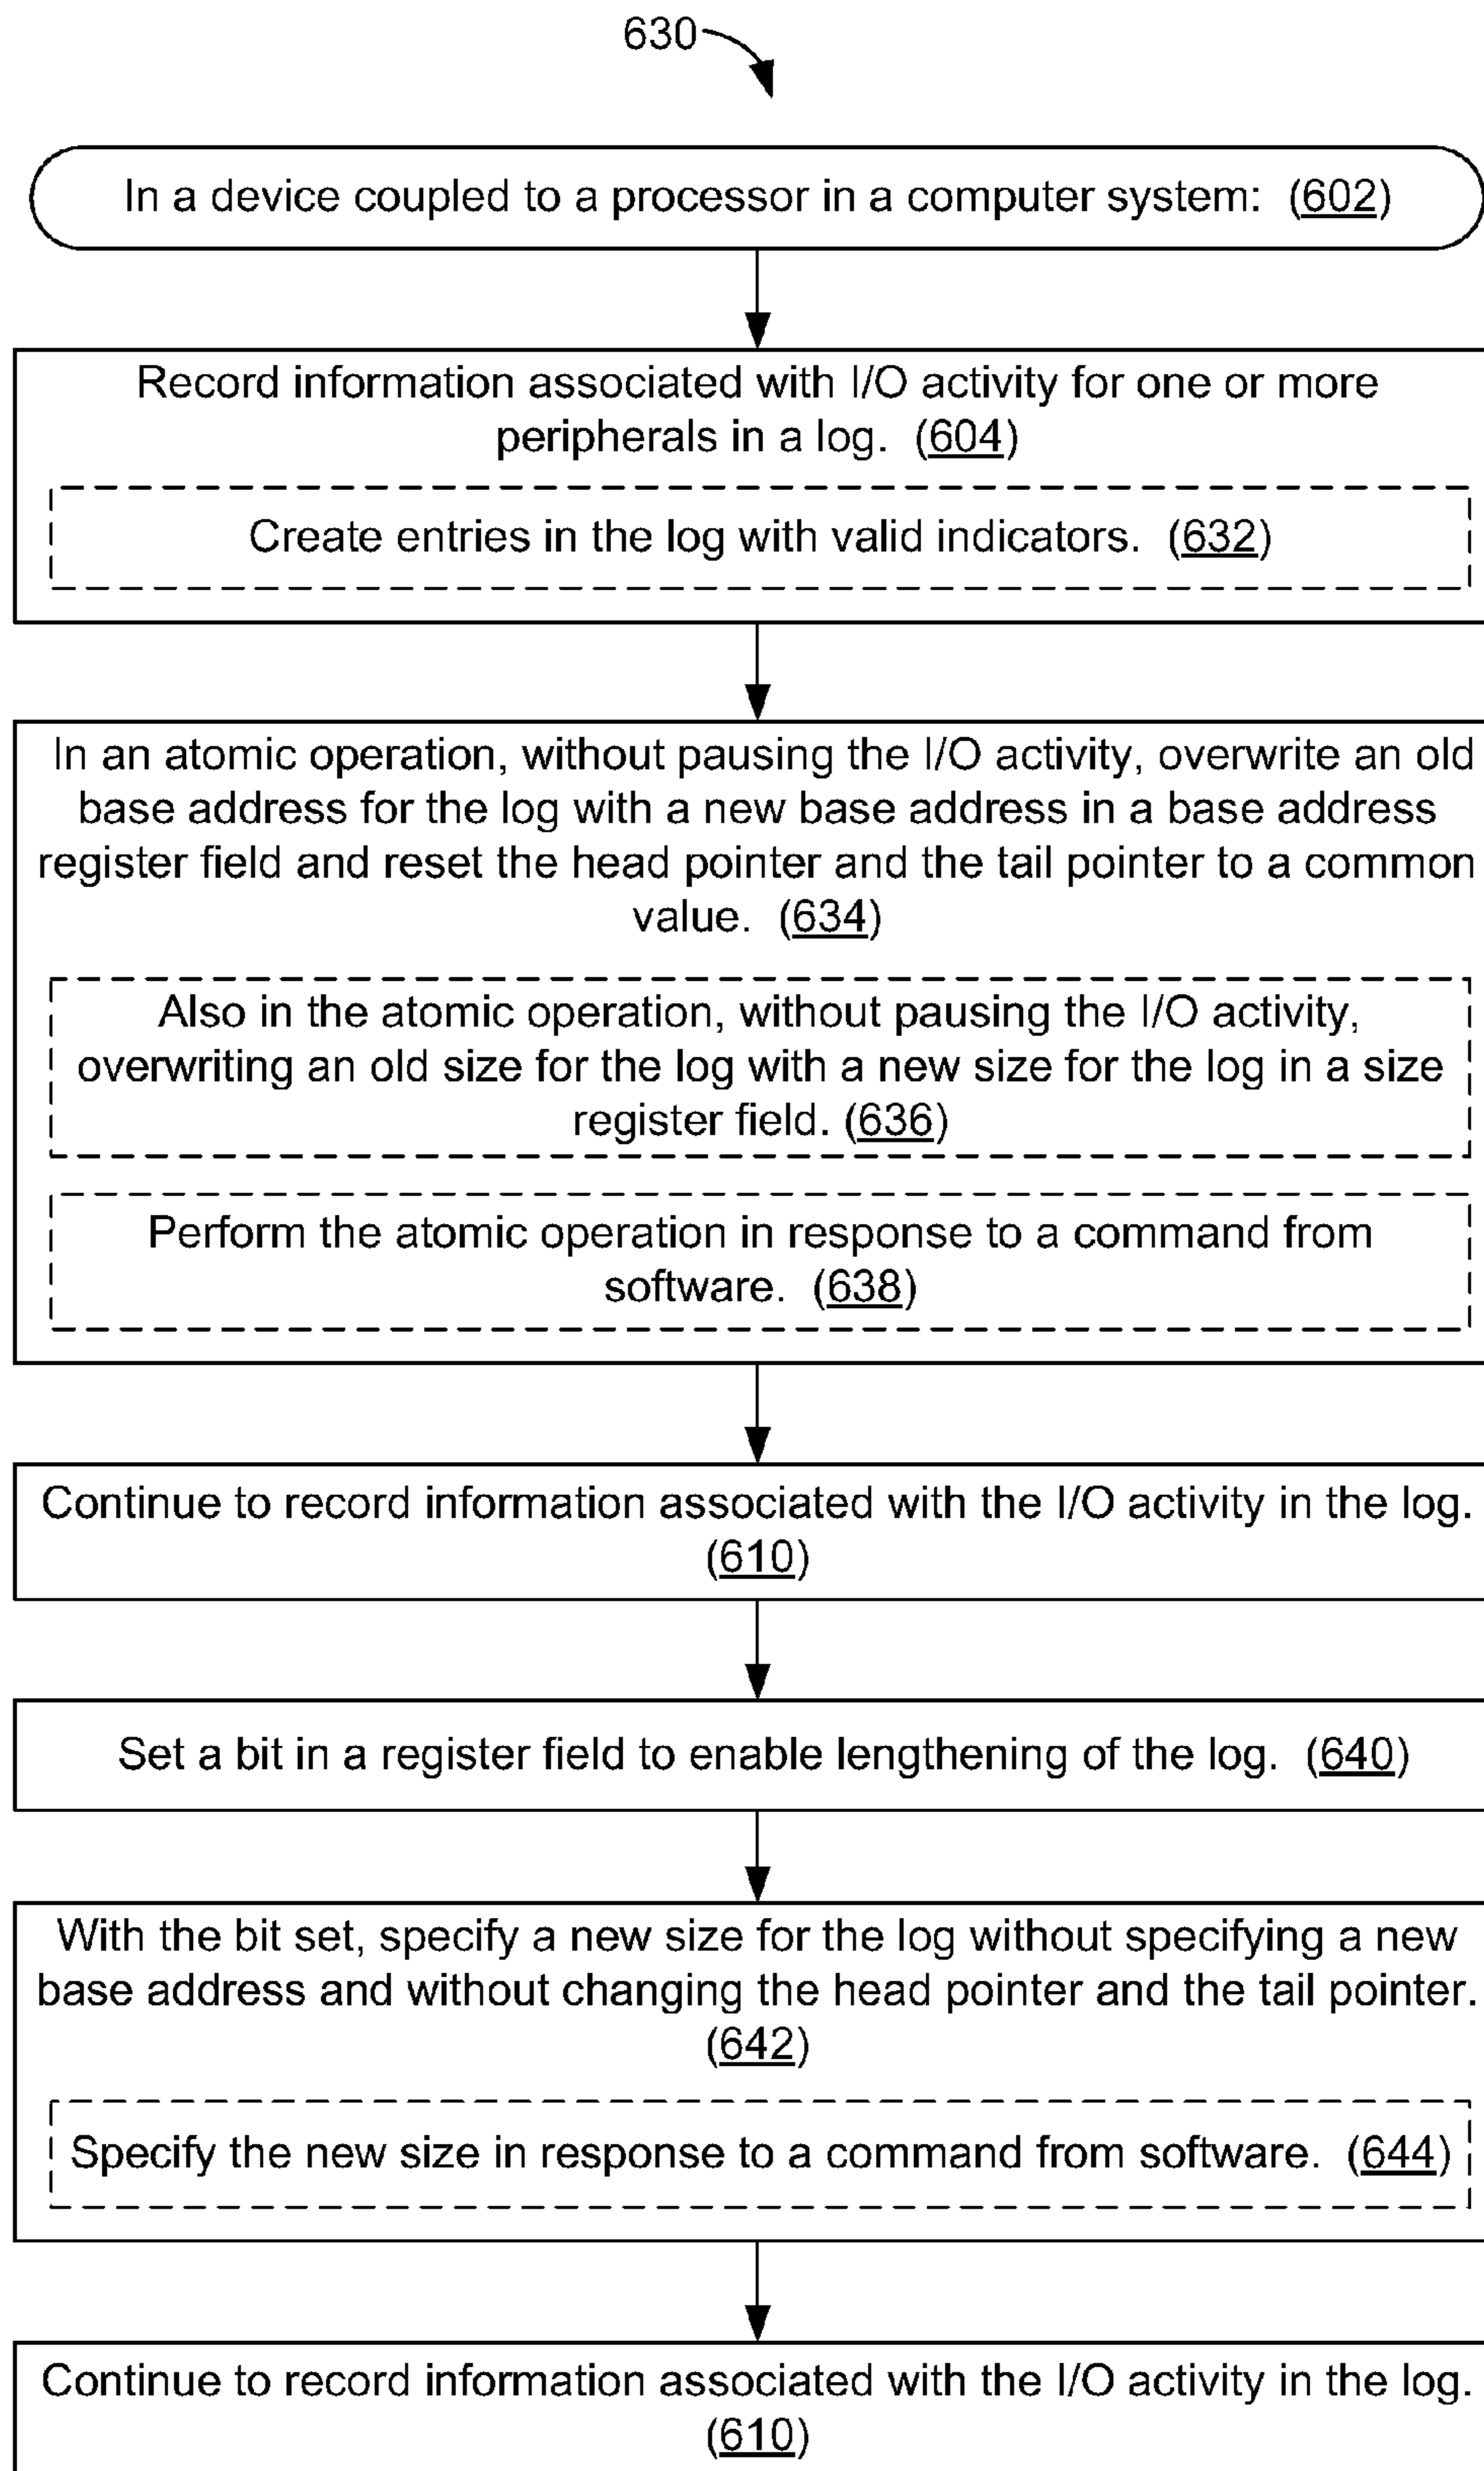 630
In a device coupled to a processor in a computer system: (602)
Record information associated with I/O activity for one or more
peripherals in a log. (604)
Create entries in the log with valid indicators. (632)
In an atomic operation, without pausing the I/O activity, overwrite an old
base address for the log with a new base address in a base address
register field and reset the head pointer and the tail pointer to a common
value. (634)
Also in the atomic operation, without pausing the I/O activity,
overwriting an old size for the log with a new size for the log in a size
register field. (636)
Perform the atomic operation in response to a command from
software. (638)
Continue to record information associated with the I/O activity in the log.
(610)
Set a bit in a register field to enable lengthening of the log. (640)
With the bit set, specify a new size for the log without specifying a new
base address and without changing the head pointer and the tail pointer.
(642)
Specify the new size in response to a command from software. (644)
Continue to record information associated with the I/O activity in the log.
(610)